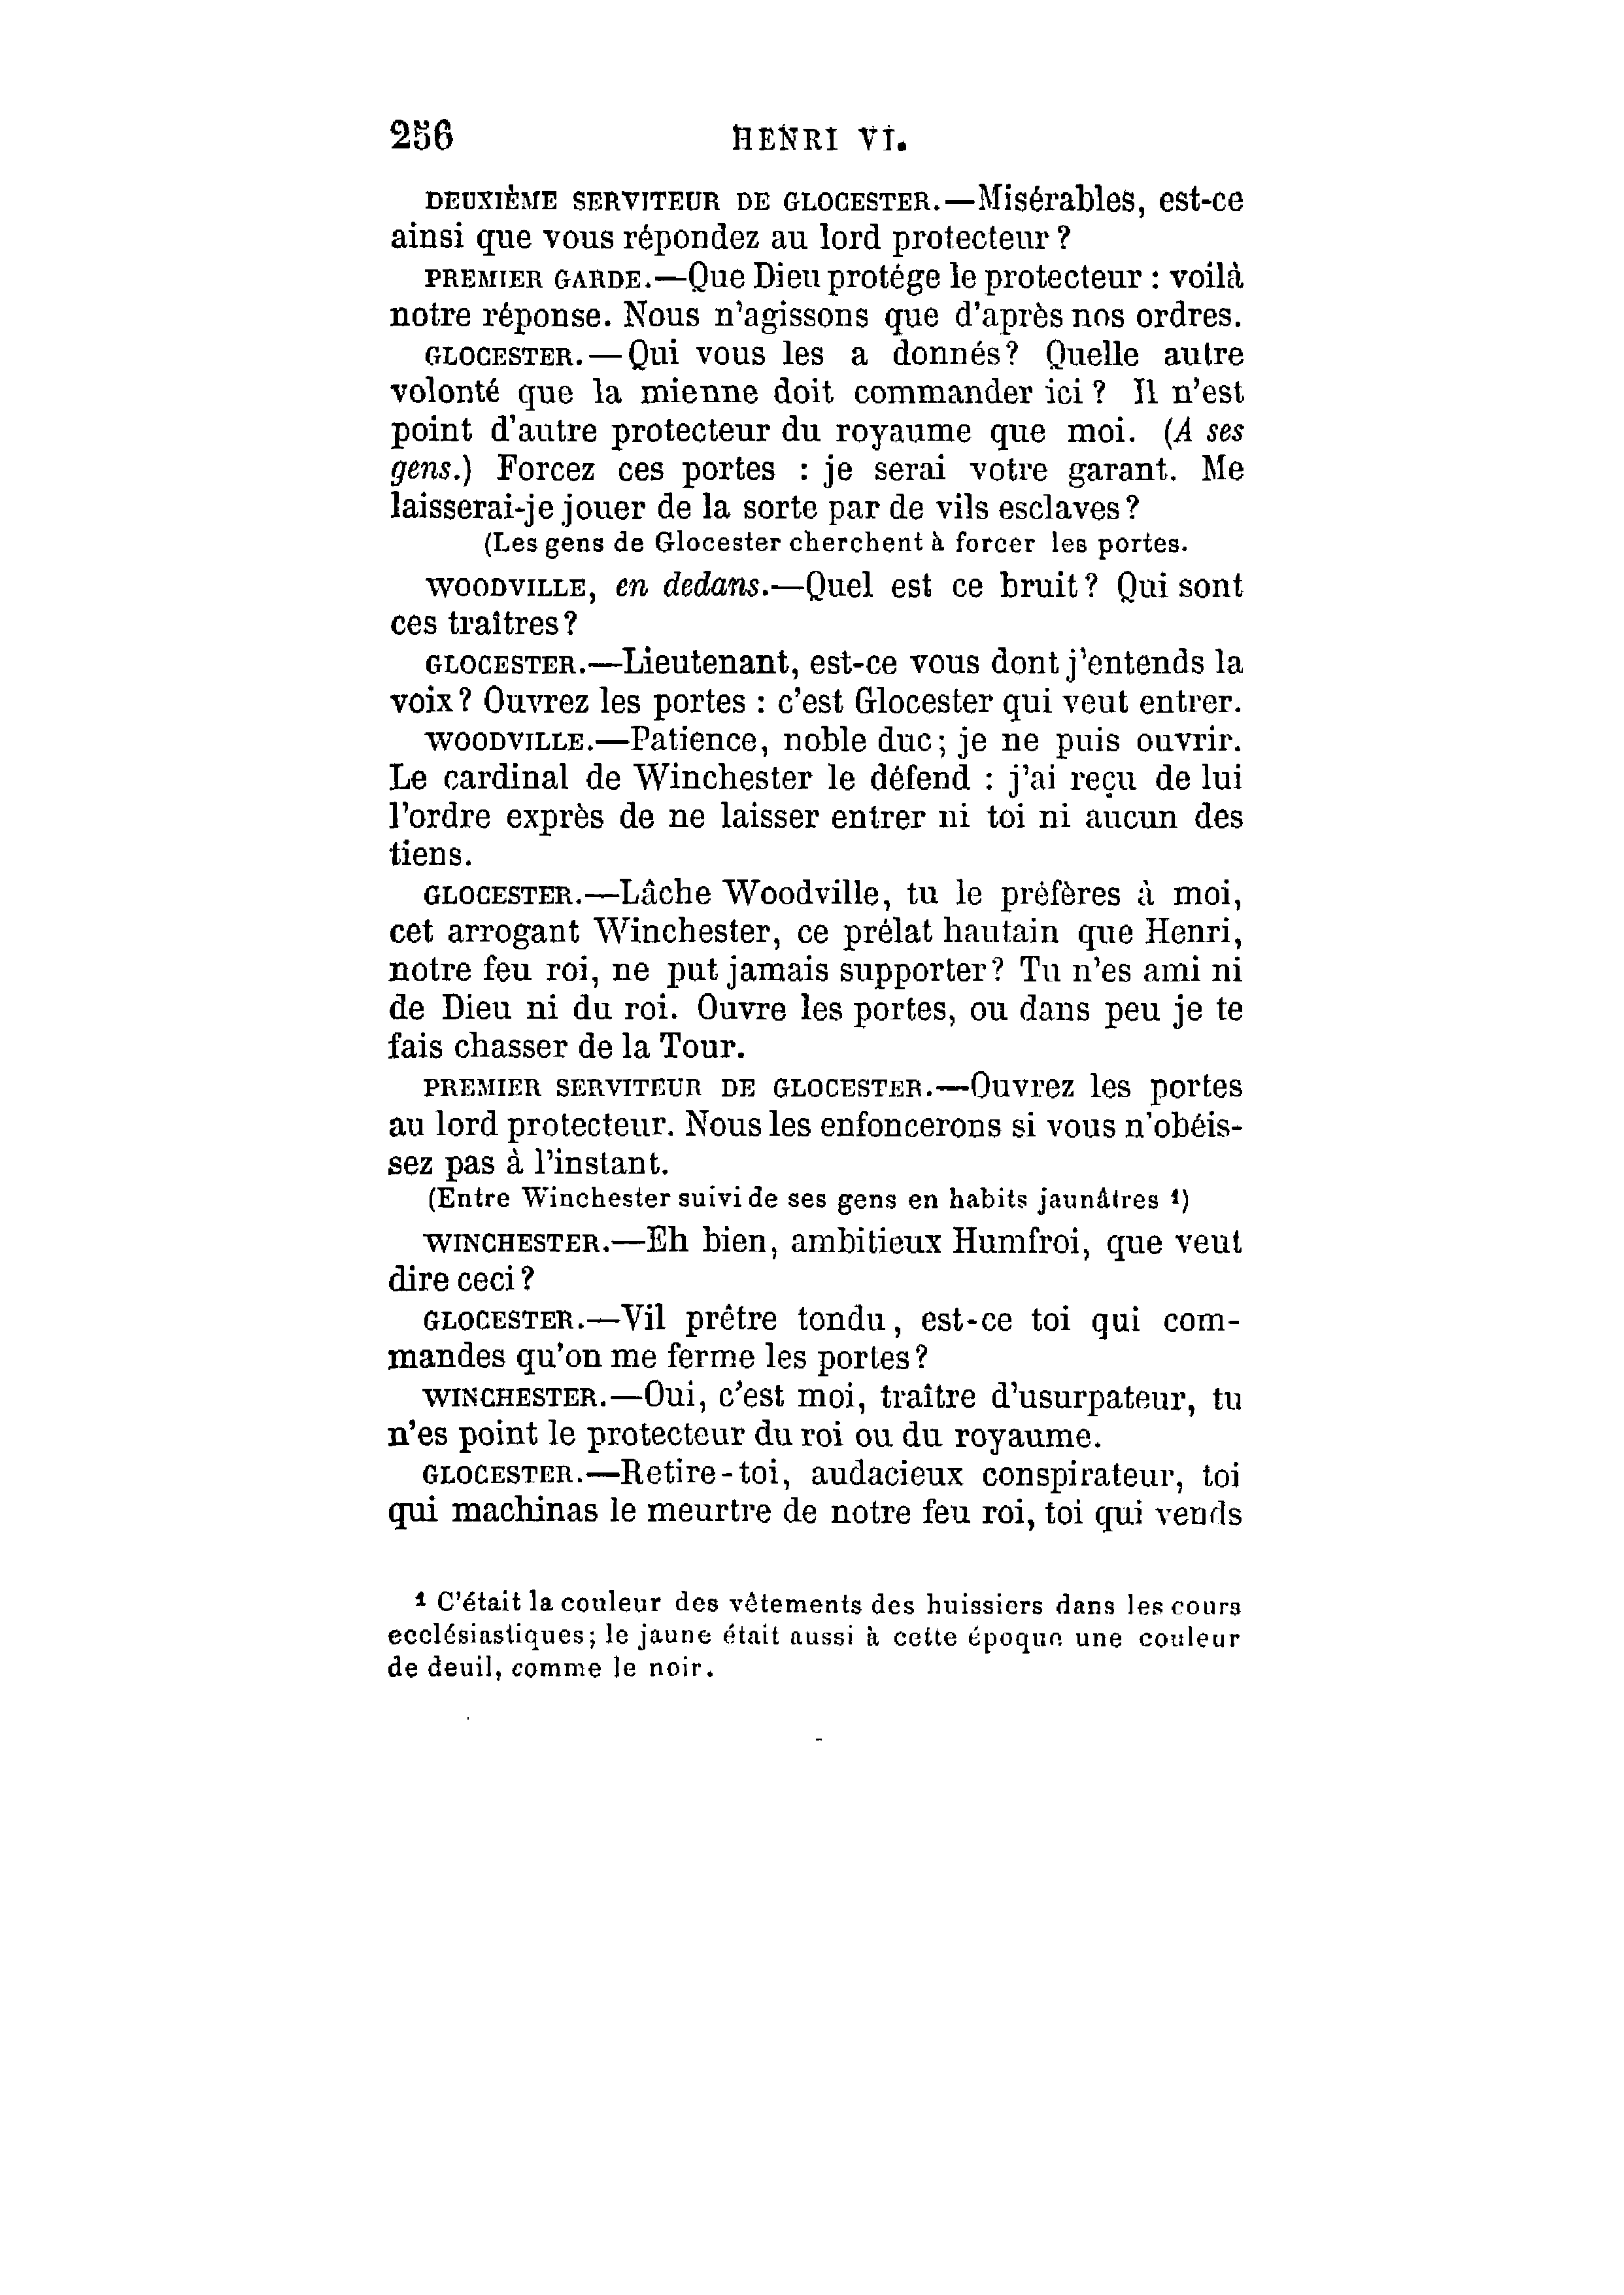 256 HENRI VI.
DEUXIÈME SERVITEUR DE GLOCESTER.—Misérables, est-ce
ainsi que vous répondez au lord protecteur ?
PREMIER GARDE.—Que Dieu protége le protecteur : voilà
notre réponse. Nous n'agissons que d'après nos ordres.
GLOCESTER.—Qui vous les a donnés? Quelle autre
volonté que la mienne doit commander ici ? Il n'est
point d'autre protecteur du royaume que moi. (A ses
gens.) Forcez ces portes : je serai votre garant. Me
laisserai-je jouer de la sorte par de vils esclaves?
(Les gens de Glocester cherchent à forcer les portes.
WOODVILLE, en dedans.—Quel est ce bruit? Qui sont
ces traîtres?
GLOCESTER.—Lieutenant, est-ce vous dont j'entends la
voix? Ouvrez les portes : c'est Glocester qui veut entrer.
WOODVILLE.—Patience, noble duc; je ne puis ouvrir.
Le cardinal de Winchester le défend : j'ai reçu de lui
l'ordre exprès de ne laisser entrer ni toi ni aucun des
tiens.
GLOCESTER.—Lâche Woodville, tu le préfères à moi,
cet arrogant Winchester, ce prélat hautain que Henri,
notre feu roi, ne put jamais supporter? Tu n'es ami ni
de Dieu ni du roi. Ouvre les portes, ou dans peu je te
fais chasser de la Tour.
PREMIER SERVITEUR DE GLOCESTER.—Ouvrez les portes
au lord protecteur. Nous les enfoncerons si vous n'obéis-
sez pas à l'instant.
(Entre Winchester suivi de ses gens en habits jaunâtres ¹)
WINCHESTER.—Eh bien, ambitieux Humfroi, que veut
dire ceci?
GLOCESTER.—Vil prêtre tondu, est-ce toi qui com-
mandes qu'on me ferme les portes?
WINCHESTER.—Oui, c'est moi, traître d'usurpateur, tu
n'es point le protecteur du roi ou du royaume.
GLOCESTER.—Retire-toi, audacieux conspirateur, toi
qui machinas le meurtre de notre feu roi, toi qui vends
¹ C'était la couleur des vêtements des huissiers dans les cours
ecclésiastiques; le jaune était aussi à cette époque une couleur
de deuil, comme le noir.